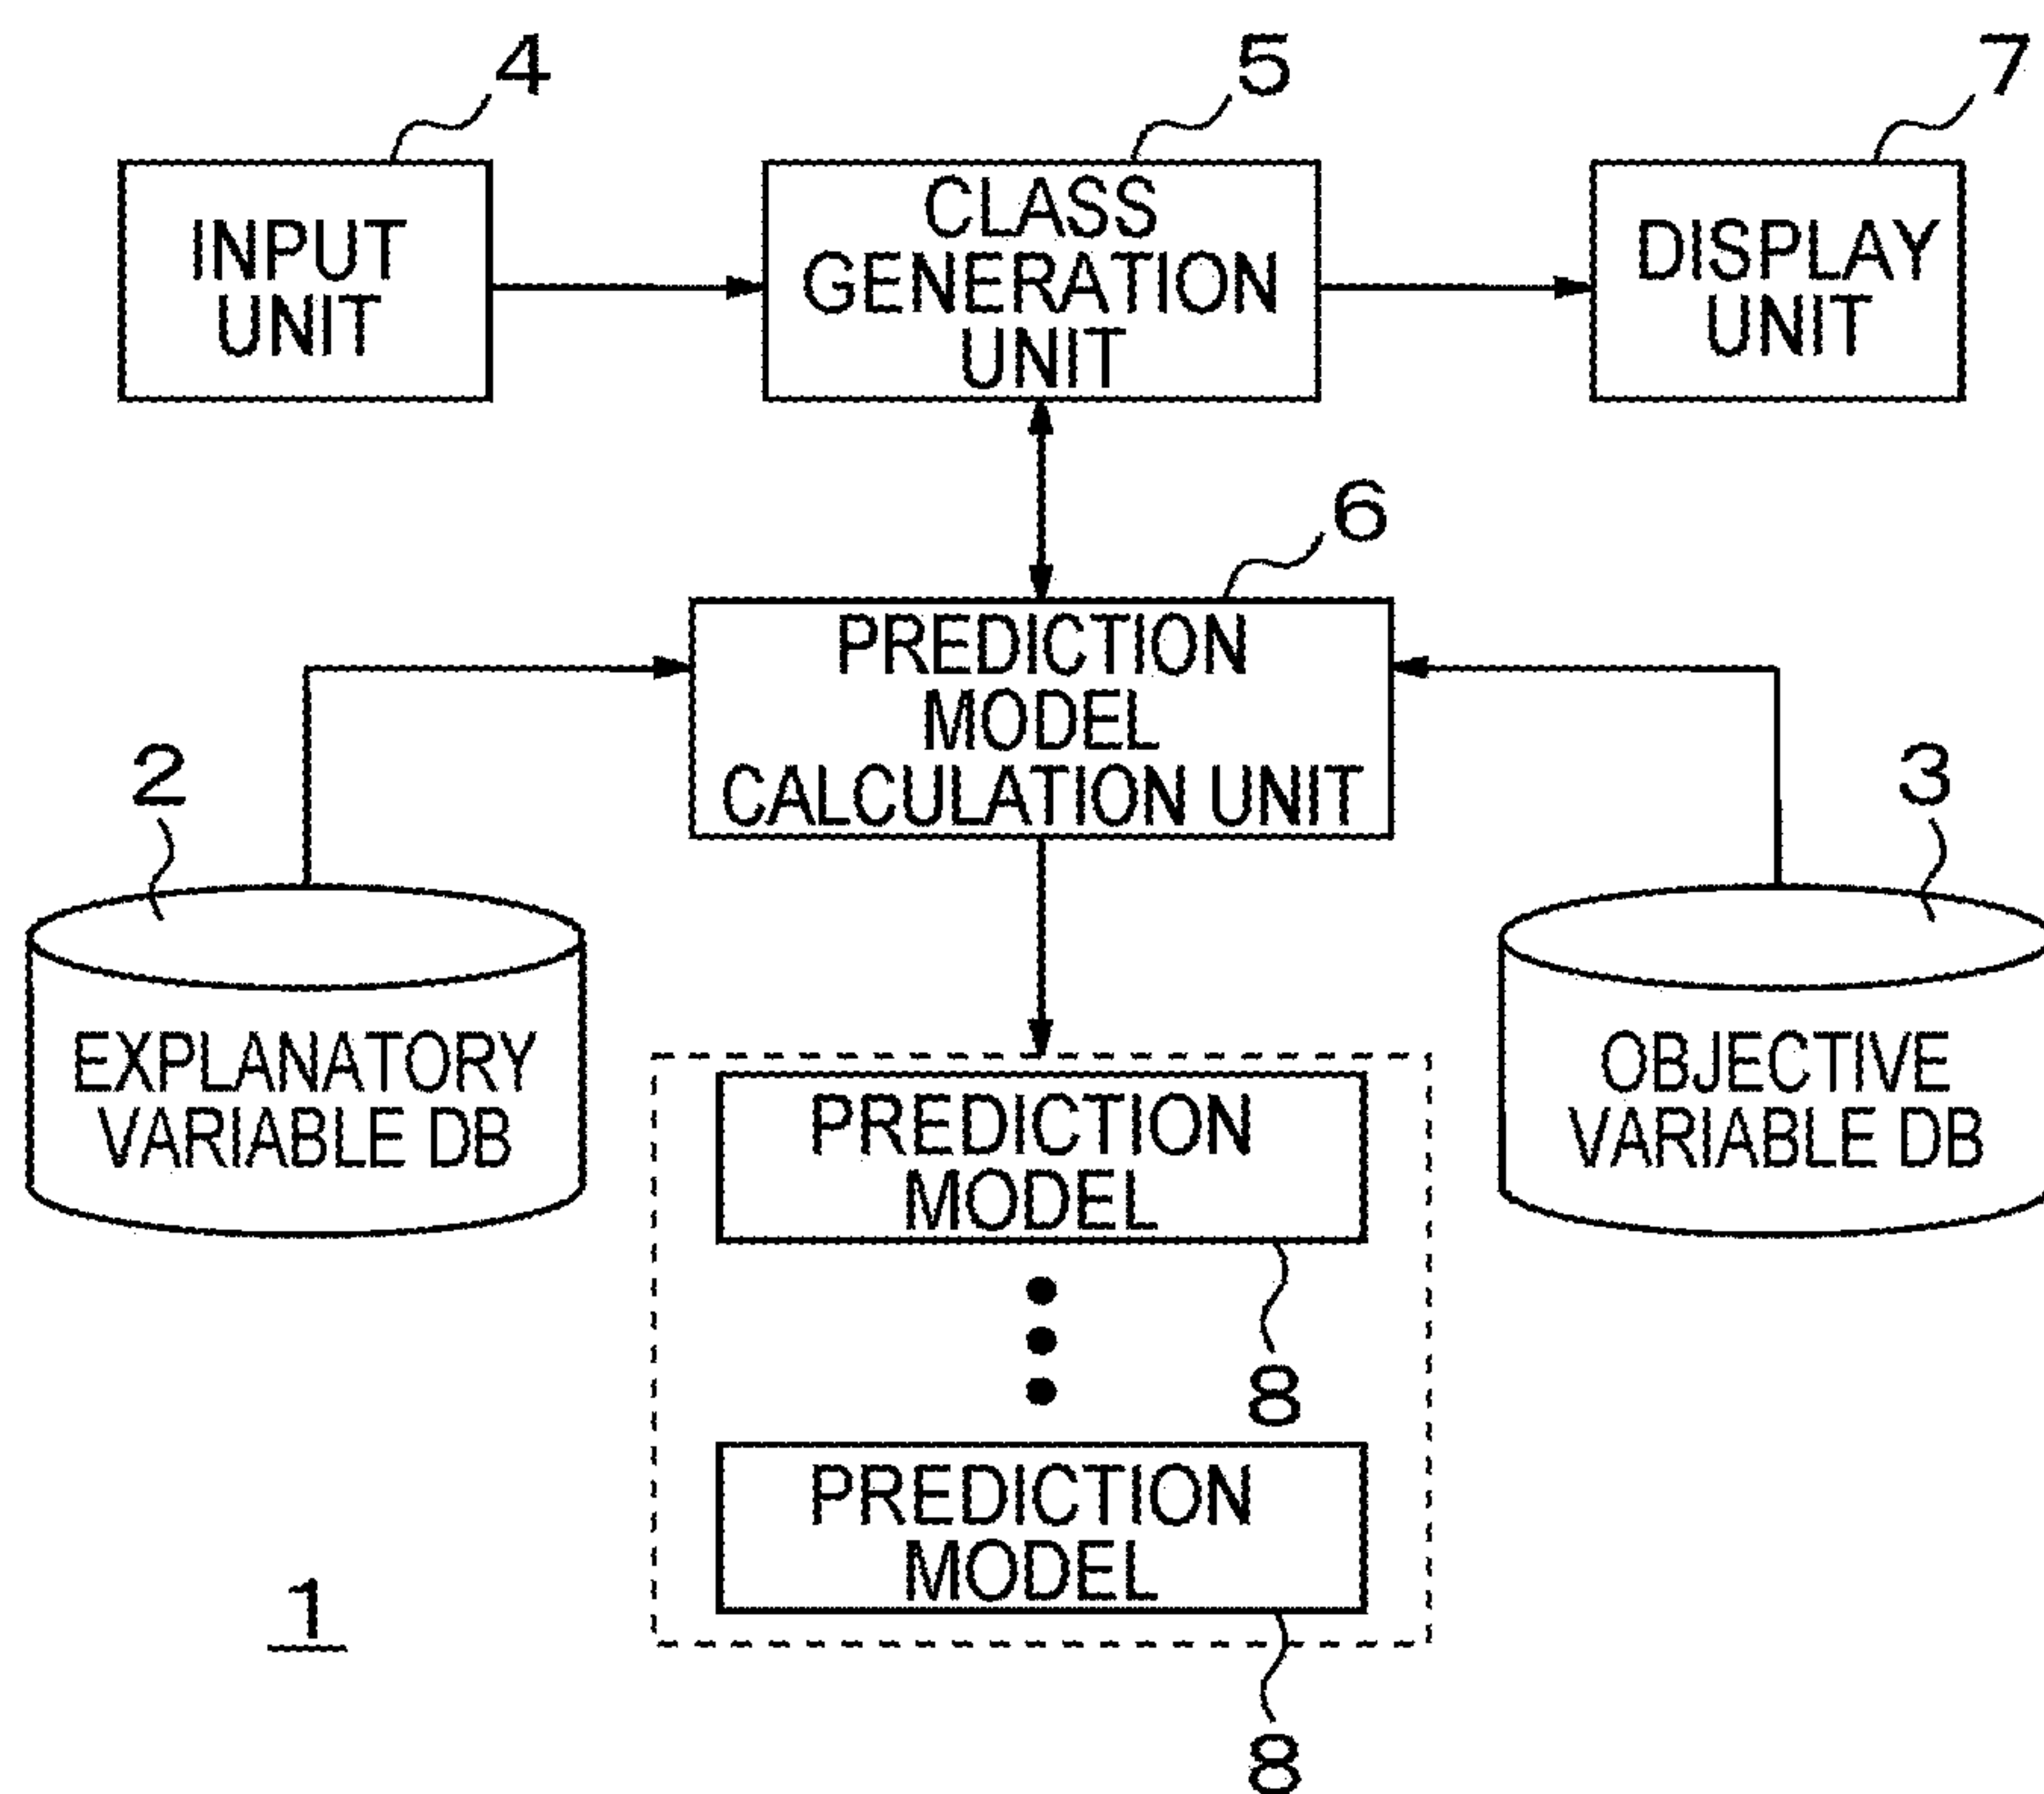 4
5
7
INPUT
UNIT
CLASS
GENERATION
UNIT
DISPLAY
UNIT
6
PREDICTION
MODEL
CALCULATION UNIT
2
3
EXPLANATORY
VARIABLE DB
OBJECTIVE
VARIABLE DB
PREDICTION
MODEL
8
PREDICTION
MODEL
1
8